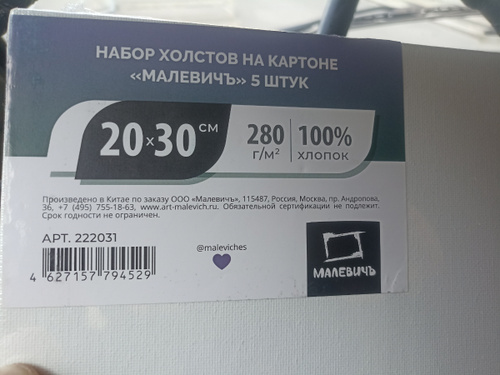 НАБОР ХОЛСТОВ НА КАРТОНЕ
«МАЛЕВИЧЪ» 5 ШТУК
20×30 СМ
280 Г/М²
100% ХЛОПОК
Произведено в Китае по заказу ООО «Малевичъ», 115487, Россия, Москва, пр. Андропова,
36, +7 (495) 755-18-63, www.art-malevich.ru. Обязательной сертификации не подлежит.
Срок годности не ограничен.
АРТ. 222031
4 627157 794529
@maleviches
МАЛЕВИЧЪ